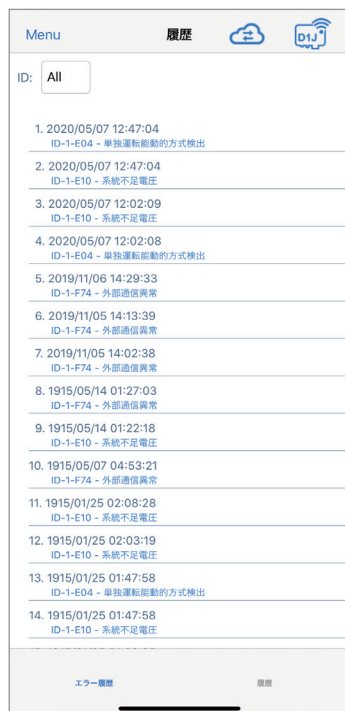 Menu
履歴
D1J
ID:
All
1. 2020/05/07 12:47:04
ID-1-E04 - 単独運転能動的方式検出
2. 2020/05/07 12:47:04
ID-1-E10 - 系統不足電圧
3. 2020/05/07 12:02:09
ID-1-E10 - 系統不足電圧
4. 2020/05/07 12:02:08
ID-1-E04 - 単独運転能動的方式検出
5. 2019/11/06 14:29:33
ID-1-F74 - 外部通信異常
6. 2019/11/05 14:13:39
ID-1-F74 - 外部通信異常
7. 2019/11/05 14:02:38
ID-1-F74 - 外部通信異常
8. 1915/05/14 01:27:03
ID-1-F74 - 外部通信異常
9. 1915/05/14 01:22:18
ID-1-E10 - 系統不足電圧
10. 1915/05/07 04:53:21
ID-1-F74 - 外部通信異常
11. 1915/01/25 02:08:28
ID-1-E10 - 系統不足電圧
12. 1915/01/25 02:03:19
ID-1-E10 - 系統不足電圧
13. 1915/01/25 01:47:58
ID-1-E04 - 単独運転能動的方式検出
14. 1915/01/25 01:47:58
ID-1-E10 - 系統不足電圧
エラー履歴
履歴